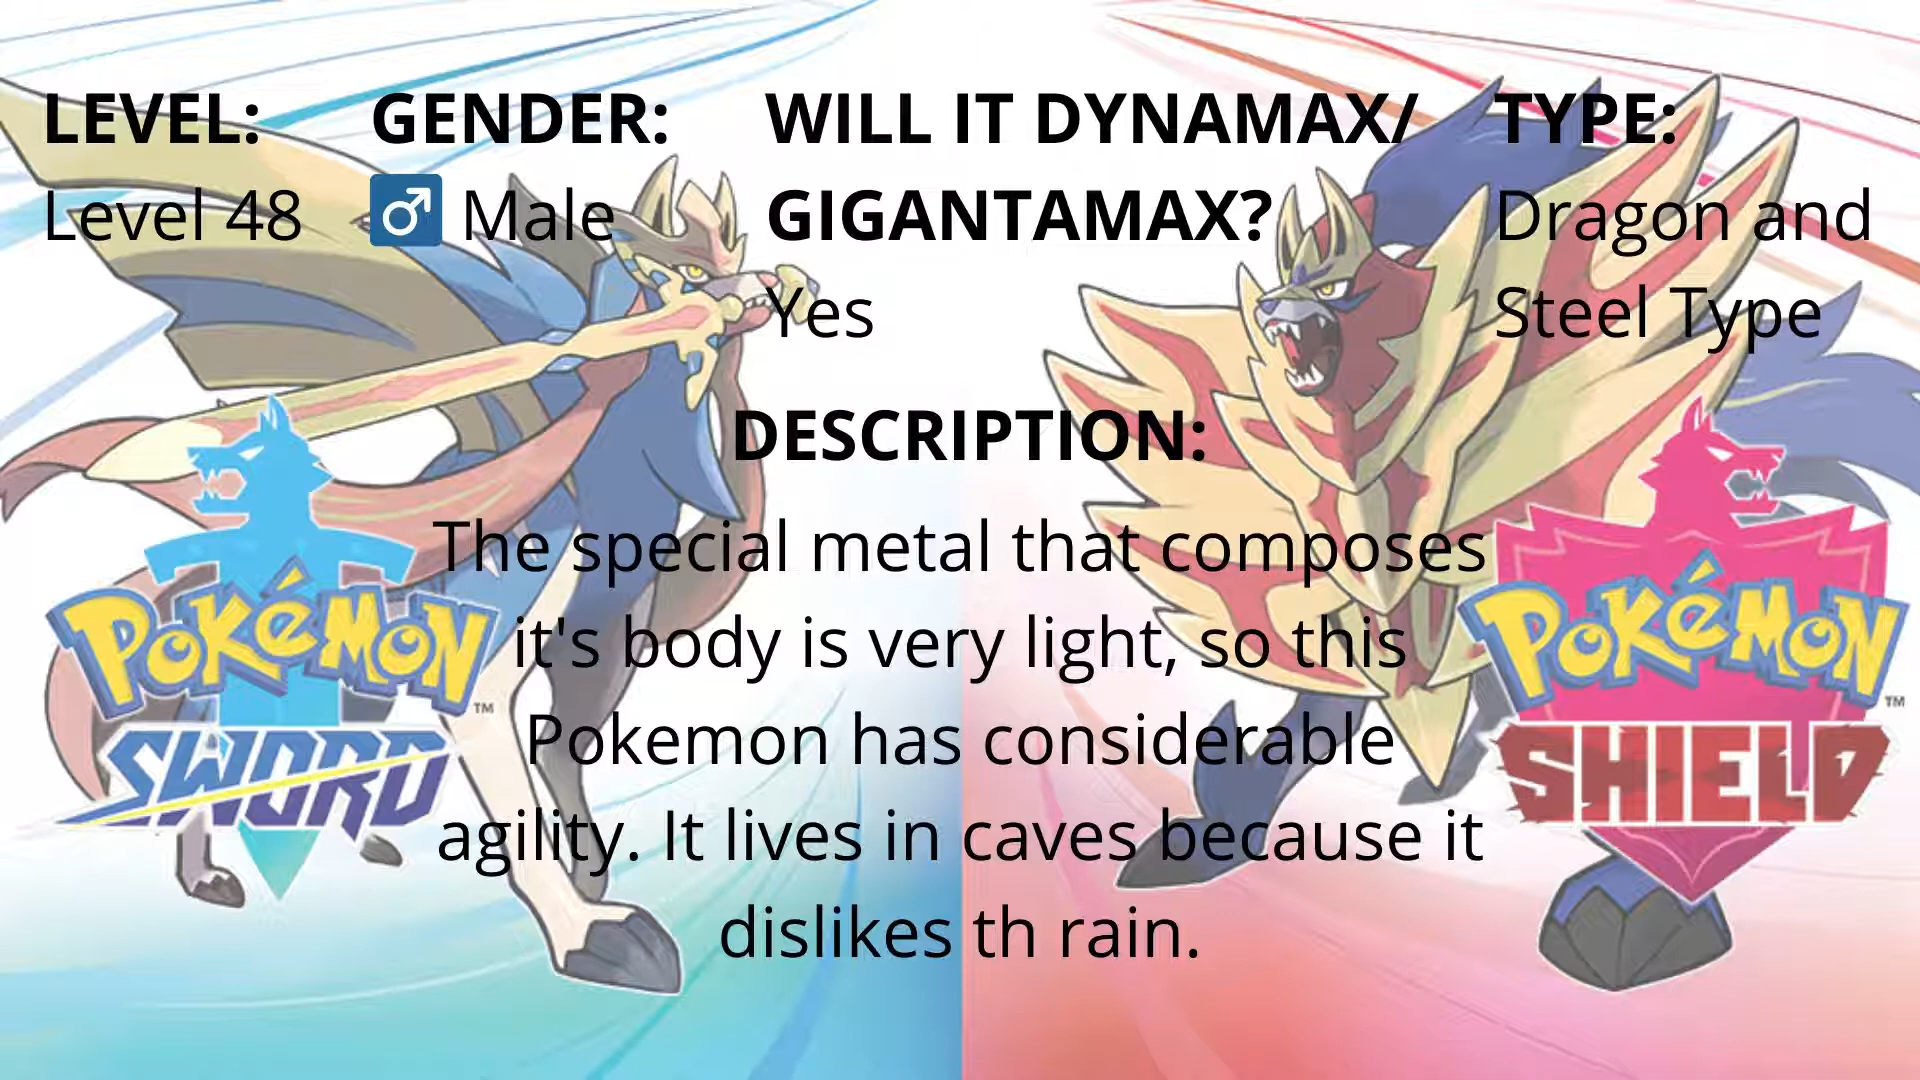 LEVEL:
Level 48
GENDER:
♂ Male
WILL IT DYNAMAX/
GIGANTAMAX?
Yes
TYPE:
Dragon and
Steel Type
DESCRIPTION:
The special metal that composes
it's body is very light, so this
Pokemon has considerable
agility. It lives in caves because it
dislikes th rain.
POKéMON
TM
SWORD
POKéMON
TM
SHIELD